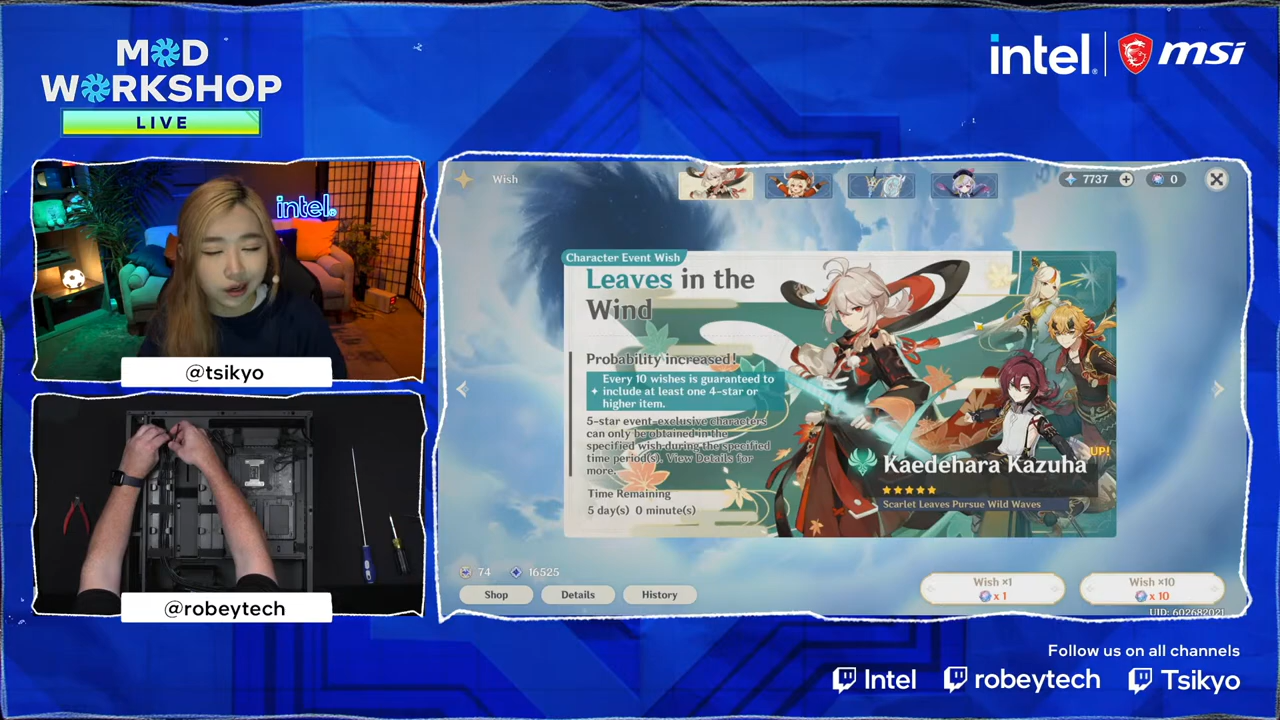 MOD
WORKSHOP
LIVE
intel.
msi
intel.
@tsikyo
@robeytech
Wish
7737
0
Character Event Wish
Leaves in the
Wind
Probability increased!
Every 10 wishes is guaranteed to
include at least one 4-star or
higher item.
5-star event-exclusive characters
can only be obtained in the
specified wish during the specified
time period(s). View Details for
more.
Time Remaining
5 day(s) 0 minute(s)
UP!
Kaedehara Kazuha
Scarlet Leaves Pursue Wild Waves
74
16525
Shop
Details
History
Wish ×1
x 1
Wish ×10
x 10
UID: 602682021
Follow us on all channels
Intel
robeytech
Tsikyo